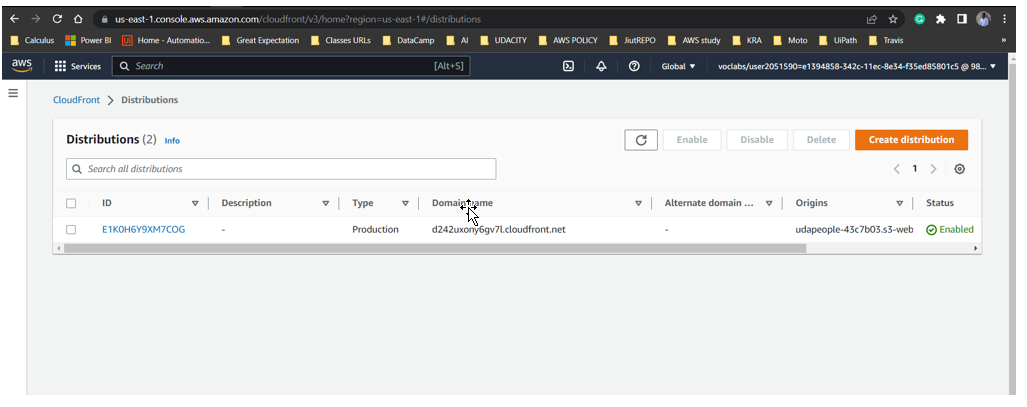 us-east-1.console.aws.amazon.com/cloudfront/v3/home?region=us-east-1#/distributions
Calculus Power BI Home - Automatio... Great Expectation Classes URLs DataCamp AI UDACITY AWS POLICY JiutREPO AWS study KRA Moto UiPath Travis »
aws Services Search [Alt+S] Global voclabs/user2051590=e1394858-342c-11ec-8e34-f35ed85801c5 @ 98...
CloudFront > Distributions
Distributions (2) Info Enable Disable Delete Create distribution
Search all distributions 1
ID Description Type Domain name Alternate domain ... Origins Status
E1K0H6Y9XM7COG - Production d242uxony6gv7l.cloudfront.net - udapeople-43c7b03.s3-web Enabled